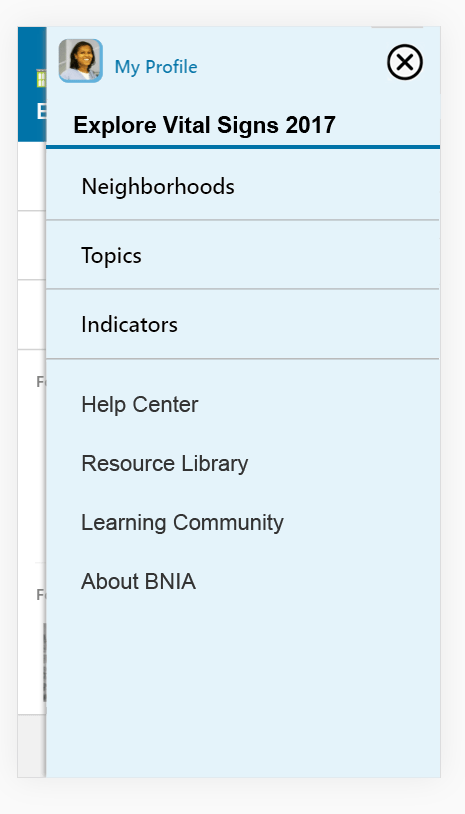 My Profile
Explore Vital Signs 2017
Neighborhoods
Topics
Indicators
Help Center
Resource Library
Learning Community
About BNIA